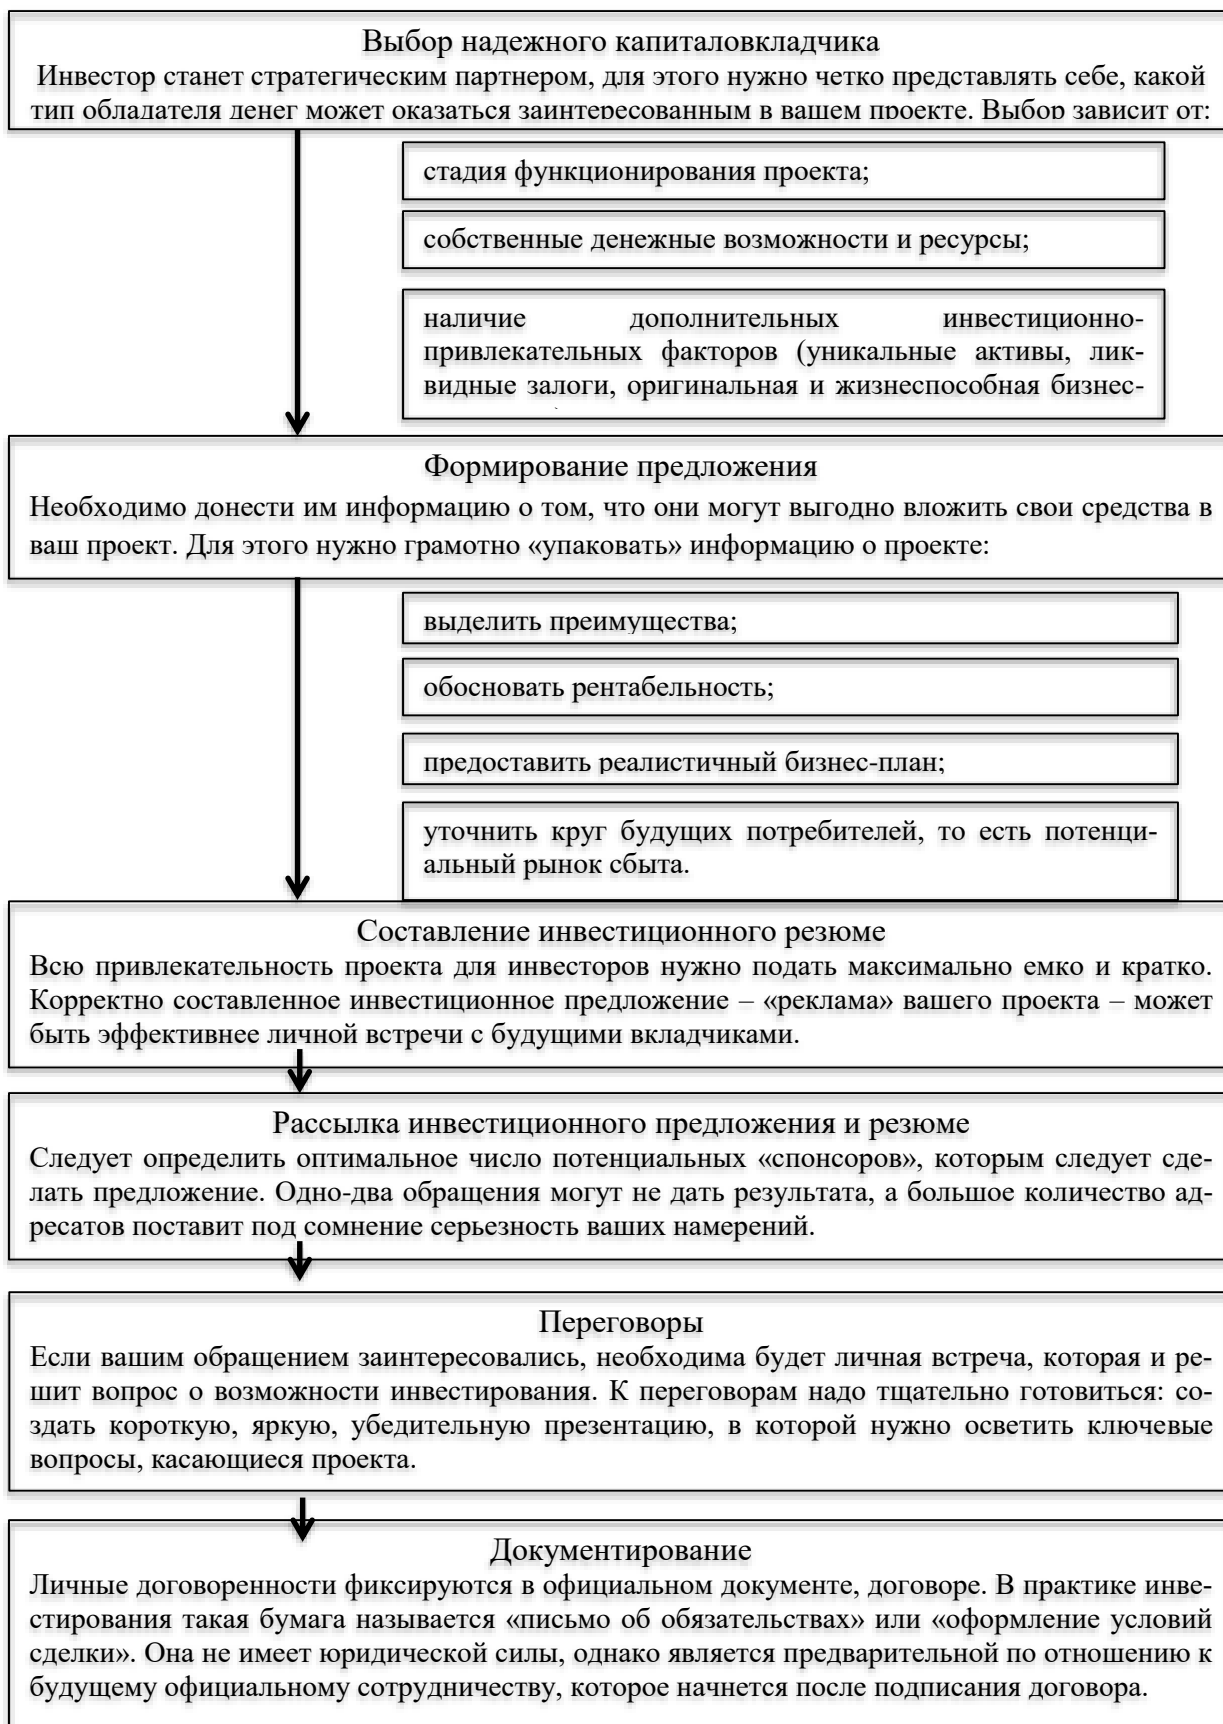 Выбор надежного капиталовкладчика
Инвестор станет стратегическим партнером, для этого нужно четко представлять себе, какой
тип обладателя денег может оказаться заинтересованным в вашем проекте. Выбор зависит от:
стадия функционирования проекта;
собственные денежные возможности и ресурсы;
наличие дополнительных инвестиционно-
привлекательных факторов (уникальные активы, лик-
видные залоги, оригинальная и жизнеспособная бизнес-
Формирование предложения
Необходимо донести им информацию о том, что они могут выгодно вложить свои средства в
ваш проект. Для этого нужно грамотно «упаковать» информацию о проекте:
выделить преимущества;
обосновать рентабельность;
предоставить реалистичный бизнес-план;
уточнить круг будущих потребителей, то есть потенци-
альный рынок сбыта.
Составление инвестиционного резюме
Всю привлекательность проекта для инвесторов нужно подать максимально емко и кратко.
Корректно составленное инвестиционное предложение – «реклама» вашего проекта – может
быть эффективнее личной встречи с будущими вкладчиками.
Рассылка инвестиционного предложения и резюме
Следует определить оптимальное число потенциальных «спонсоров», которым следует сде-
лать предложение. Одно-два обращения могут не дать результата, а большое количество ад-
ресатов поставит под сомнение серьезность ваших намерений.
Переговоры
Если вашим обращением заинтересовались, необходима будет личная встреча, которая и ре-
шит вопрос о возможности инвестирования. К переговорам надо тщательно готовиться: со-
здать короткую, яркую, убедительную презентацию, в которой нужно осветить ключевые
вопросы, касающиеся проекта.
Документирование
Личные договоренности фиксируются в официальном документе, договоре. В практике инве-
стирования такая бумага называется «письмо об обязательствах» или «оформление условий
сделки». Она не имеет юридической силы, однако является предварительной по отношению к
будущему официальному сотрудничеству, которое начнется после подписания договора.